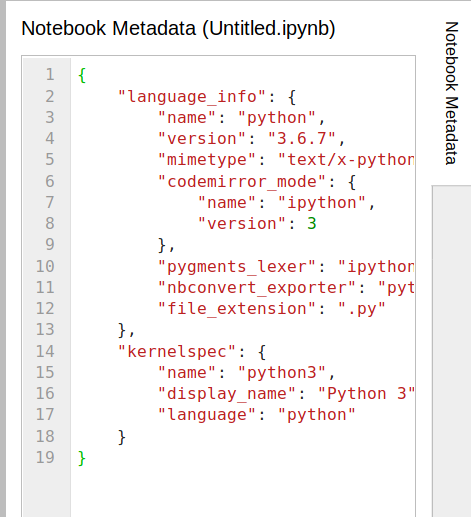 Notebook Metadata (Untitled.ipynb)
Notebook Metadata
1 {
2     "language_info": {
3         "name": "python",
4         "version": "3.6.7",
5         "mimetype": "text/x-python
6         "codemirror_mode": {
7             "name": "ipython",
8             "version": 3
9         },
10         "pygments_lexer": "ipython
11         "nbconvert_exporter": "pyt
12         "file_extension": ".py"
13     },
14     "kernelspec": {
15         "name": "python3",
16         "display_name": "Python 3"
17         "language": "python"
18     }
19 }